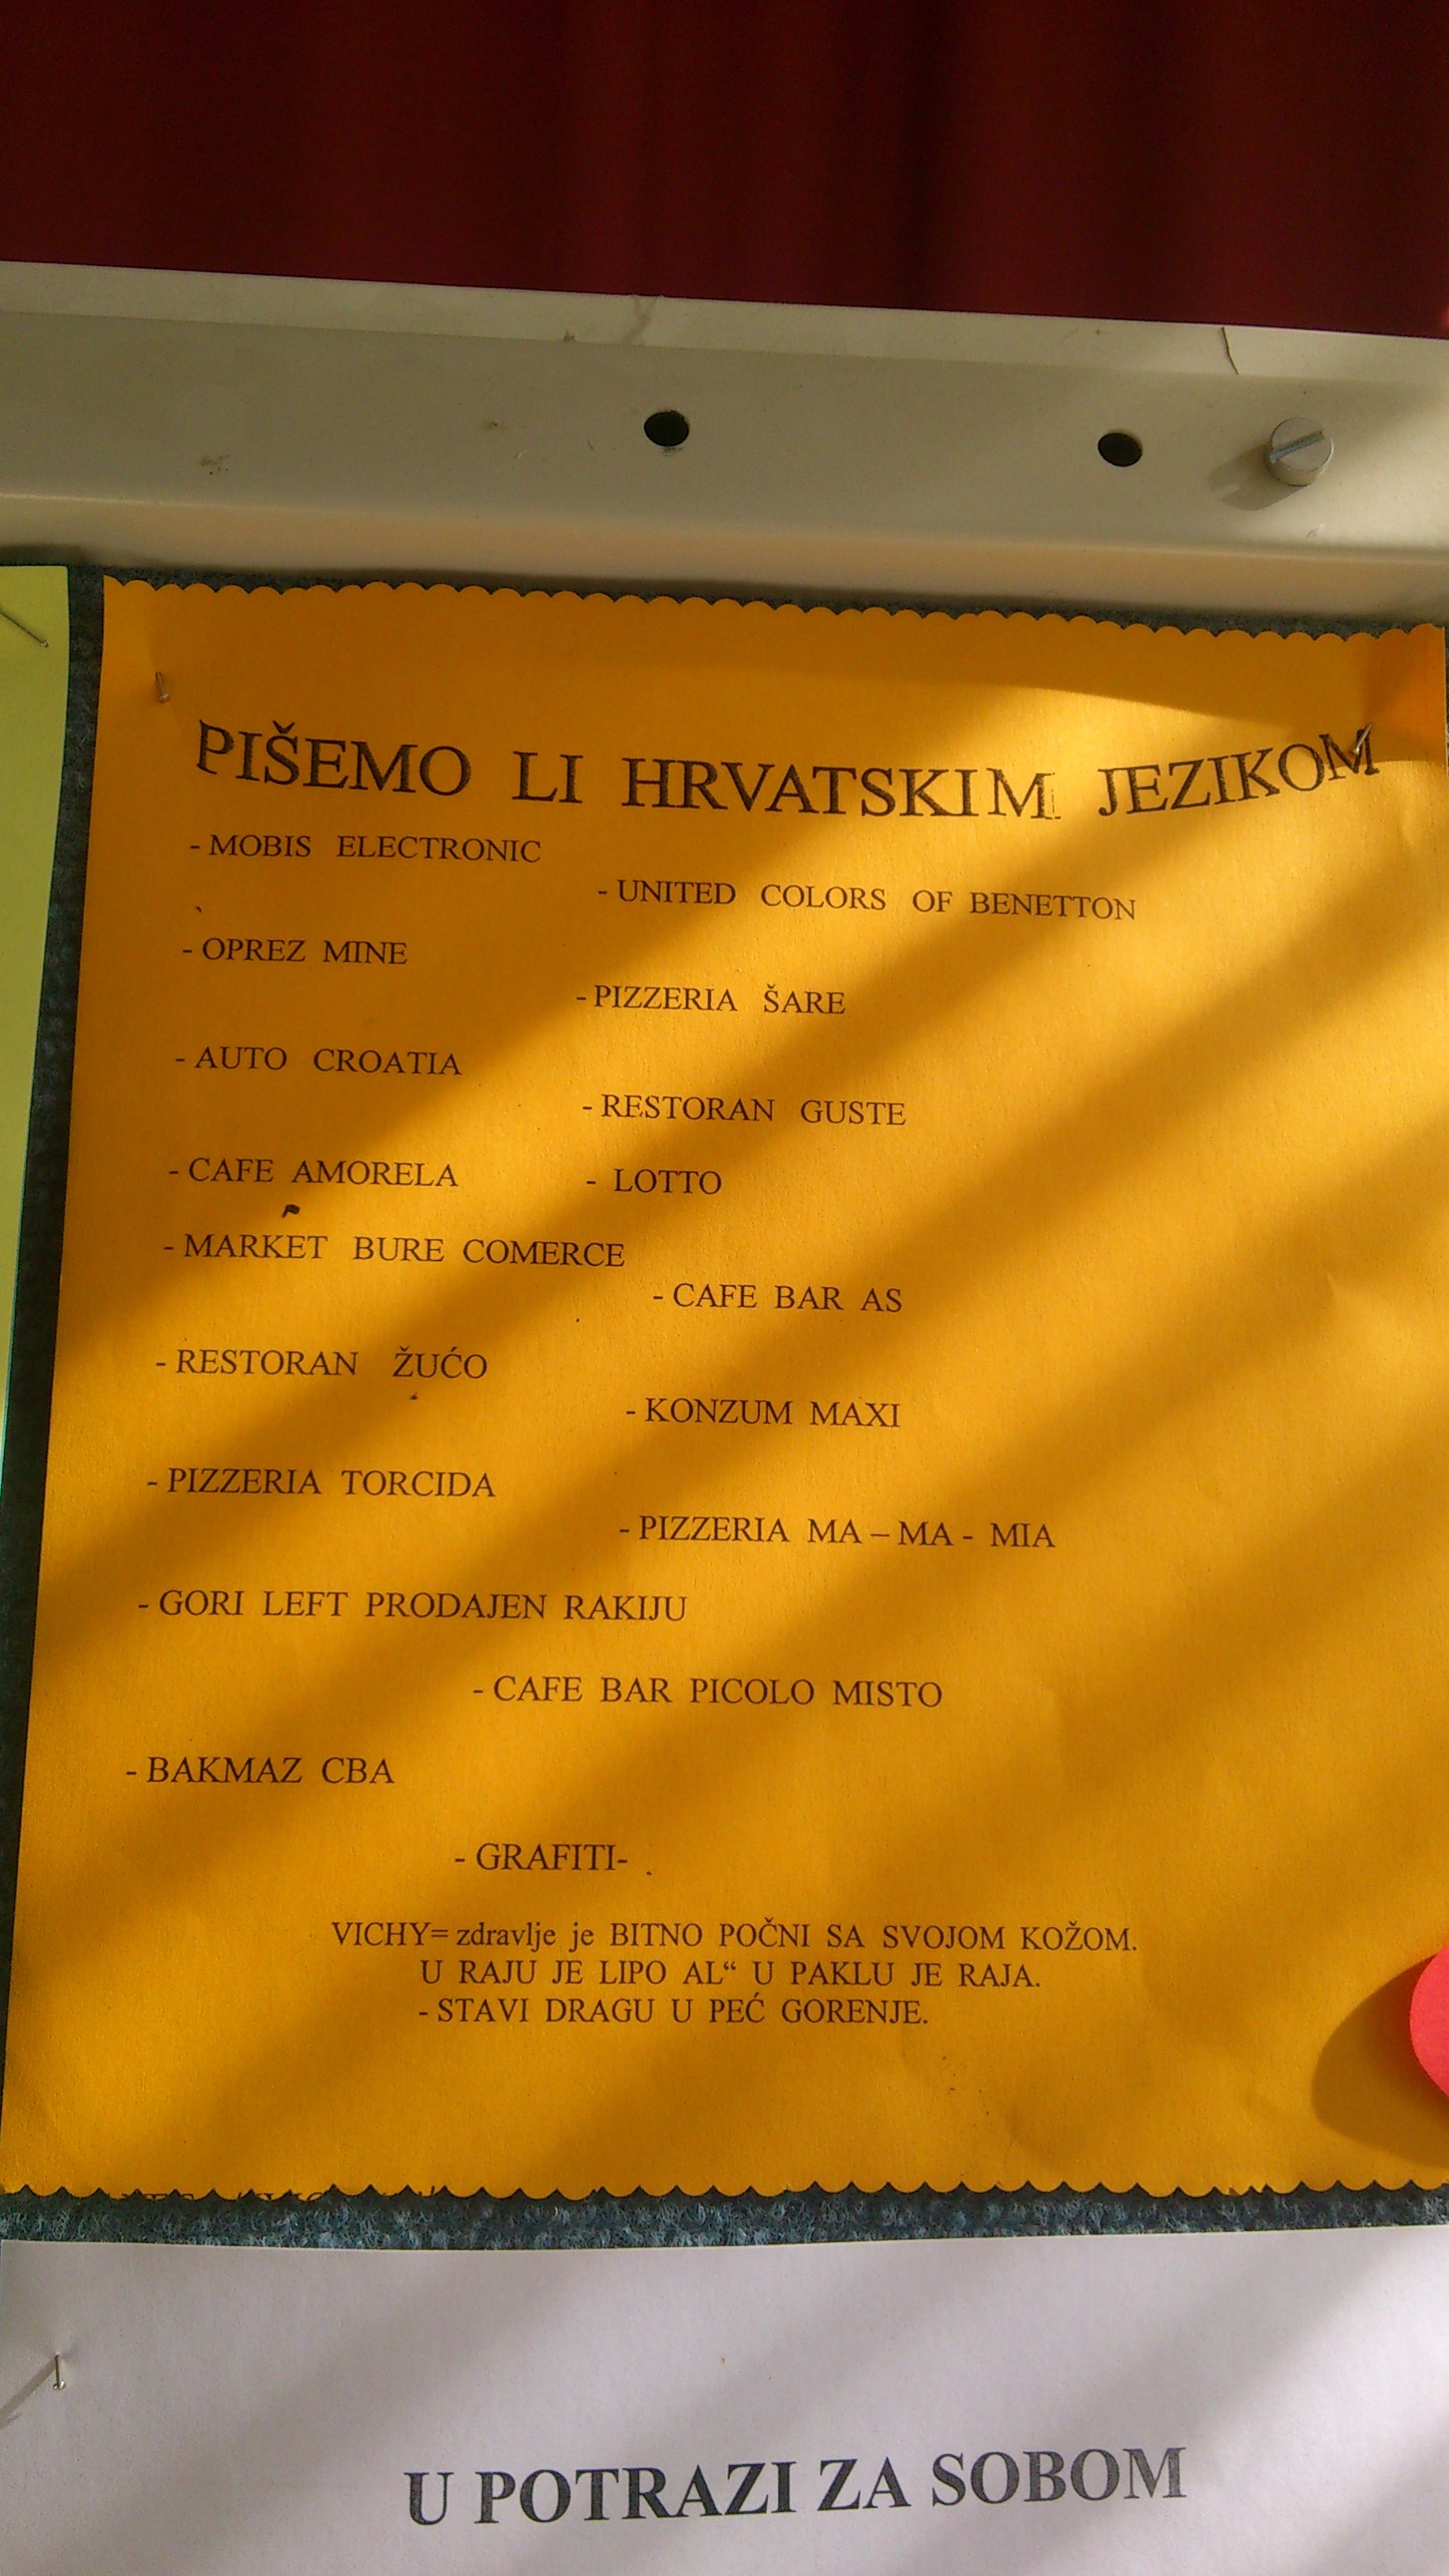 PIŠEMO LI HRVATSKIM JEZIKOM
- MOBIS ELECTRONIC
- UNITED COLORS OF BENETTON
- OPREZ MINE
- PIZZERIA ŠARE
- AUTO CROATIA
- RESTORAN GUSTE
- CAFE AMORELA - LOTTO
- MARKET BURE COMERCE
- CAFE BAR AS
- RESTORAN ŽUĆO
- KONZUM MAXI
- PIZZERIA TORCIDA
- PIZZERIA MA – MA - MIA
- GORI LEFT PRODAJEN RAKIJU
- CAFE BAR PICOLO MISTO
- BAKMAZ CBA
- GRAFITI-
VICHY= zdravlje je BITNO POČNI SA SVOJOM KOŽOM.
U RAJU JE LIPO AL“ U PAKLU JE RAJA.
- STAVI DRAGU U PEĆ GORENJE.
U POTRAZI ZA SOBOM